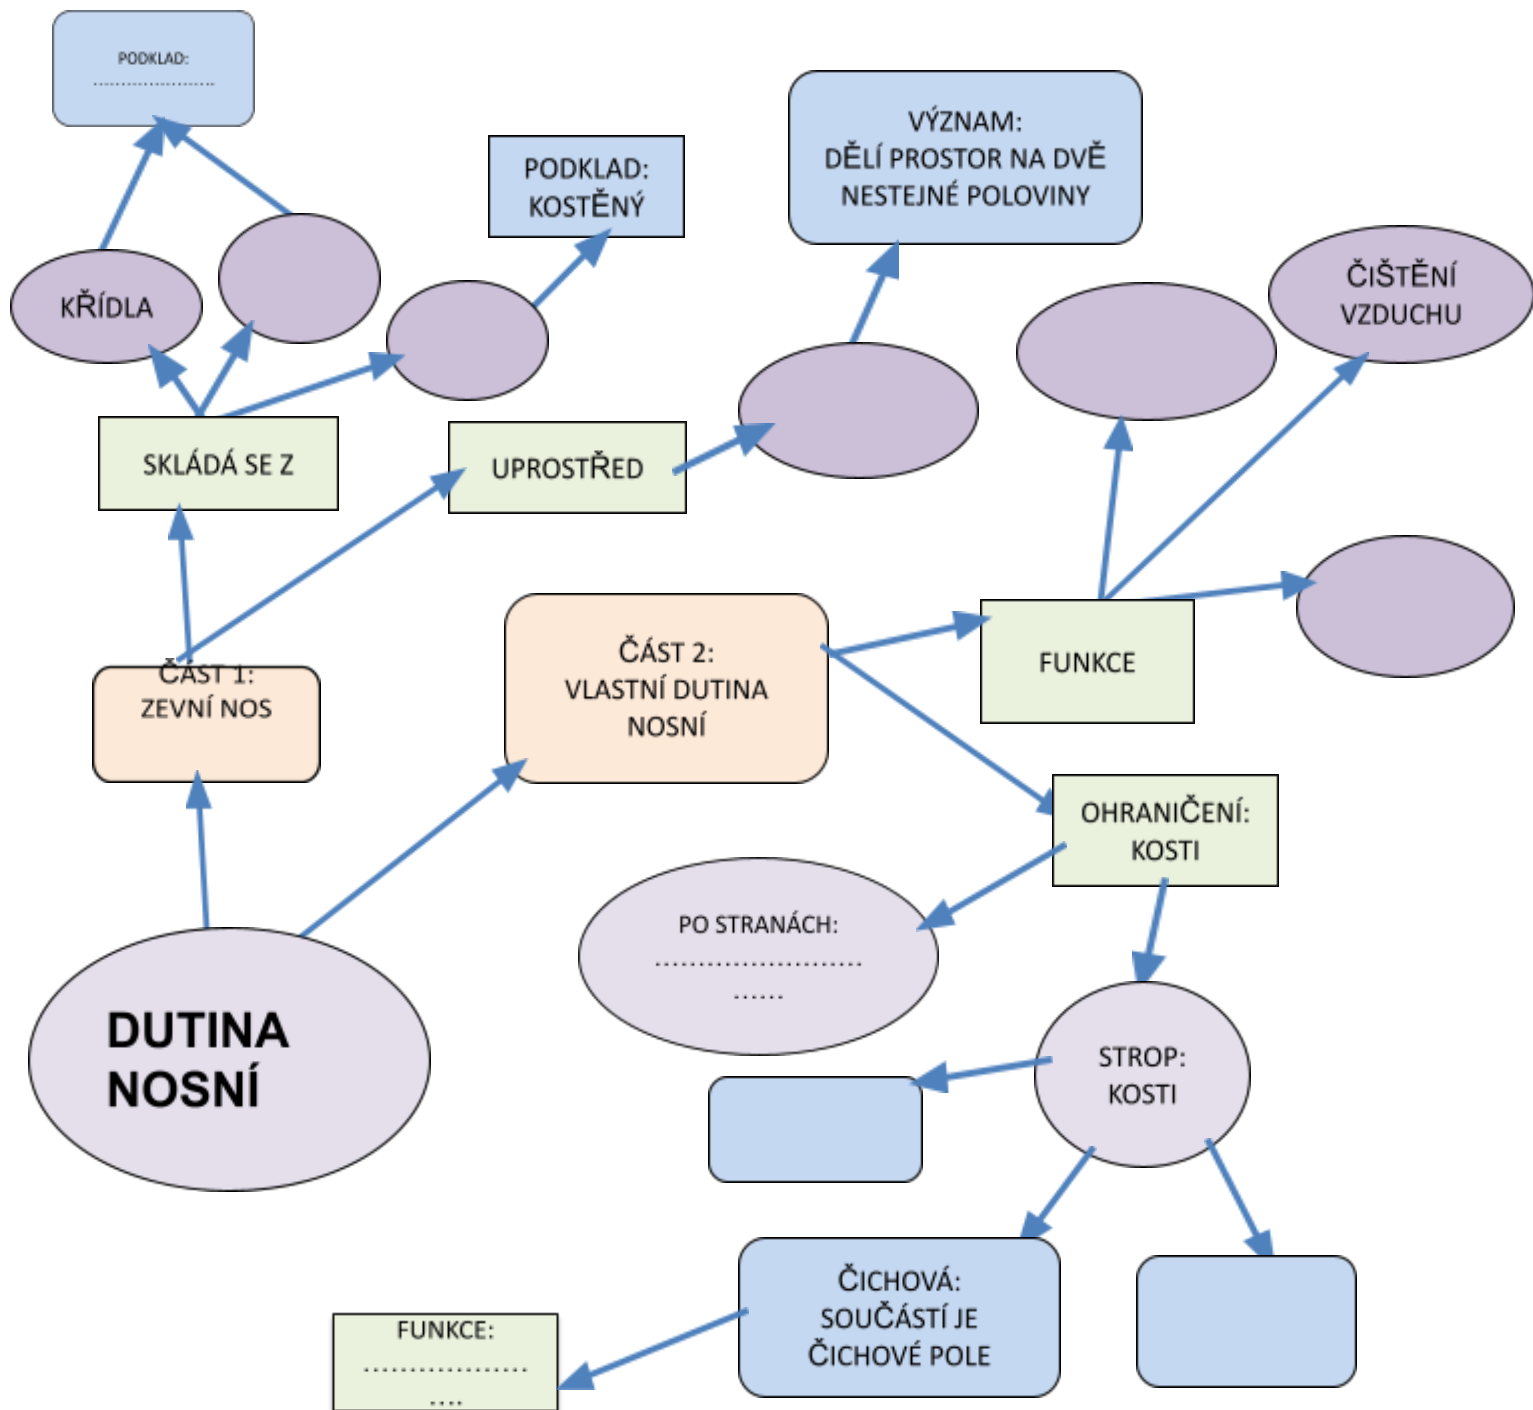 PODKLAD:
......................
VÝZNAM:
DĚLÍ PROSTOR NA DVĚ
NESTEJNÉ POLOVINY
PODKLAD:
KOSTĚNÝ
ČIŠTĚNÍ
VZDUCHU
KŘÍDLA
SKLÁDÁ SE Z
UPROSTŘED
ČÁST 1:
ZEVNÍ NOS
ČÁST 2:
VLASTNÍ DUTINA
NOSNÍ
FUNKCE
OHRANIČENÍ:
KOSTI
PO STRANÁCH:
........................
......
DUTINA
NOSNÍ
STROP:
KOSTI
ČICHOVÁ:
SOUČÁSTÍ JE
ČICHOVÉ POLE
FUNKCE:
...................
....